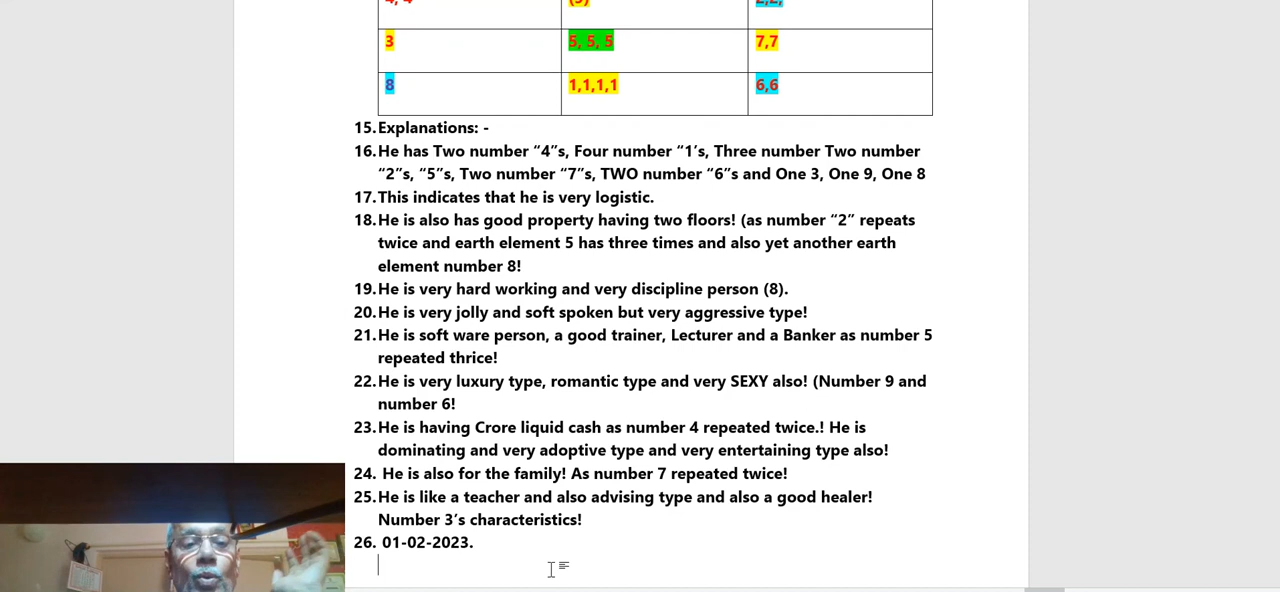 4, 4 (9) 2,2,
3 5, 5, 5 7,7
8 1,1,1,1 6,6
15. Explanations: -
16. He has Two number “4”s, Four number “1’s, Three number Two number
“2”s, “5”s, Two number “7”s, TWO number “6”s and One 3, One 9, One 8
17. This indicates that he is very logistic.
18. He is also has good property having two floors! (as number “2” repeats
twice and earth element 5 has three times and also yet another earth
element number 8!
19. He is very hard working and very discipline person (8).
20. He is very jolly and soft spoken but very aggressive type!
21. He is soft ware person, a good trainer, Lecturer and a Banker as number 5
repeated thrice!
22. He is very luxury type, romantic type and very SEXY also! (Number 9 and
number 6!
23. He is having Crore liquid cash as number 4 repeated twice.! He is
dominating and very adoptive type and very entertaining type also!
24. He is also for the family! As number 7 repeated twice!
25. He is like a teacher and also advising type and also a good healer!
Number 3’s characteristics!
26. 01-02-2023.